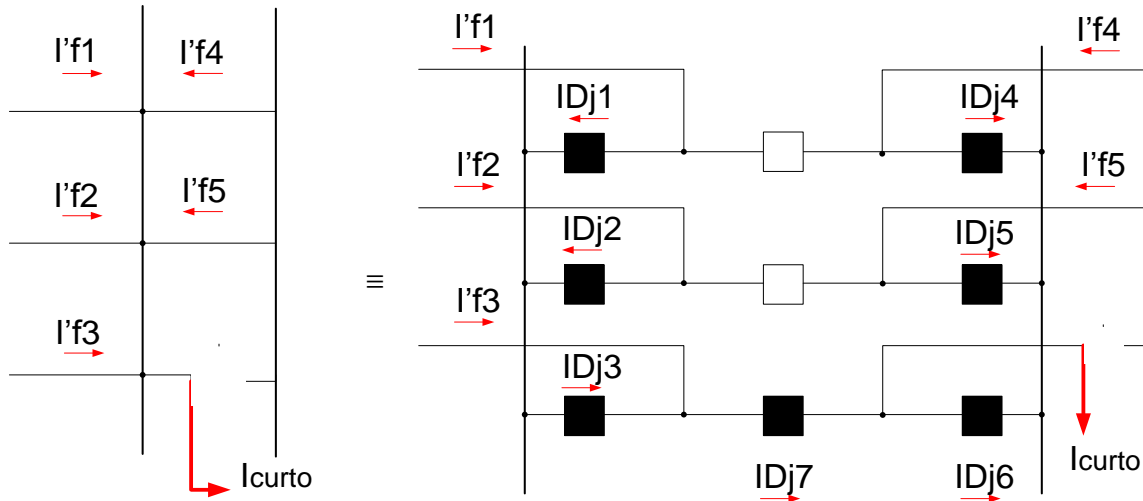 I'f1
I'f4
I'f2
I'f5
I'f3
Icurto
≡
I'f1
I'f4
IDj1
IDj4
I'f2
I'f5
IDj2
IDj5
I'f3
IDj3
IDj7
IDj6
Icurto